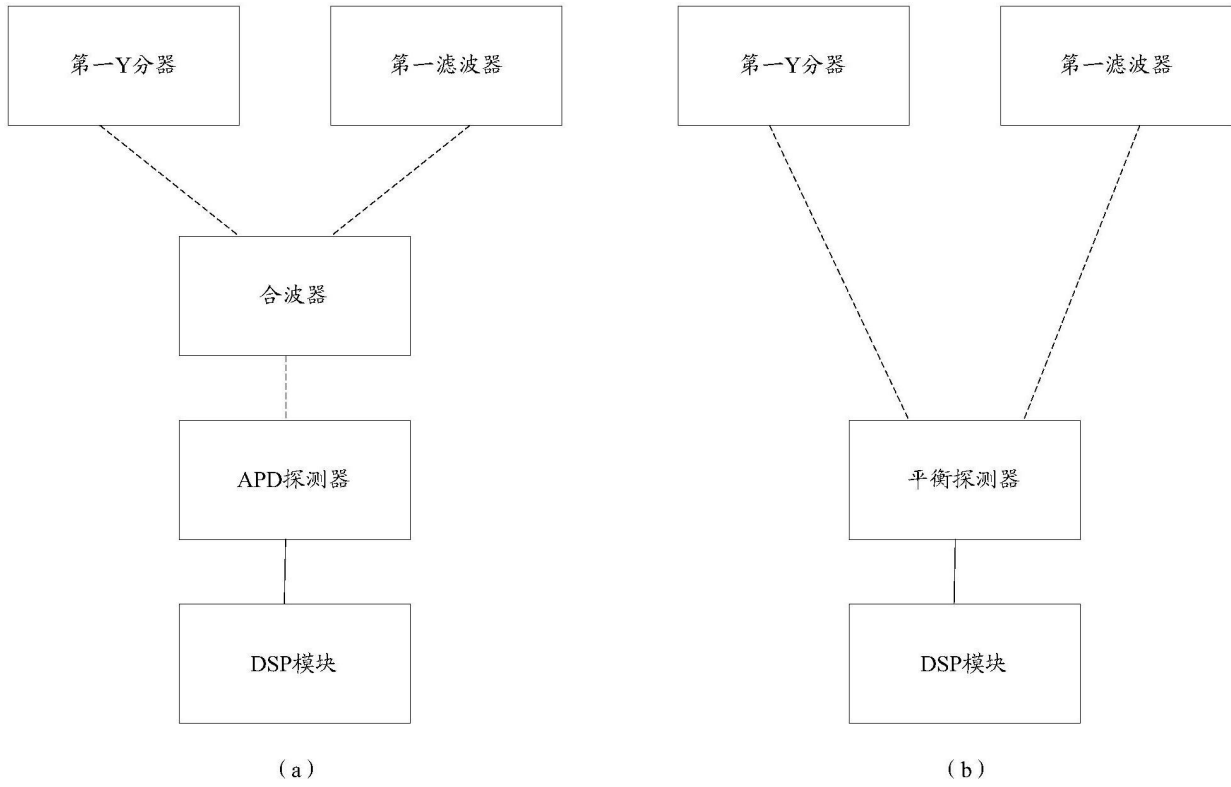 第一Y分器
第一滤波器
合波器
APD探测器
DSP模块
(a)
第一Y分器
第一滤波器
平衡探测器
DSP模块
(b)